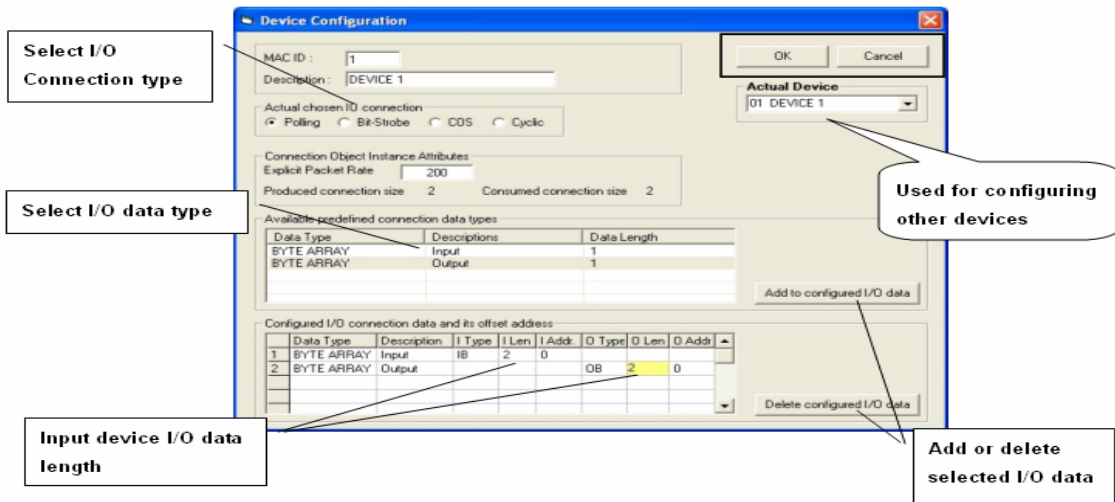 Device Configuration
Select I/O
Connection type
MAC ID :
1
Description :
DEVICE 1
OK
Cancel
Actual Device
01 DEVICE 1
Actual chosen IO connection
Polling
Bit-Strobe
COS
Cyclic
Connection Object Instance Attributes
Explicit Packet Rate
200
Produced connection size 2
Consumed connection size 2
Used for configuring
other devices
Select I/O data type
Available predefined connection data types
Data Type Descriptions Data Length
BYTE ARRAY Input 1
BYTE ARRAY Output 1
Add to configured I/O data
Configured I/O connection data and its offset address
Data Type Description I Type I Len I Addr. O Type O Len O Addr
1 BYTE ARRAY Input IB 2 0
2 BYTE ARRAY Output OB 2 0
Delete configured I/O data
Input device I/O data
length
Add or delete
selected I/O data